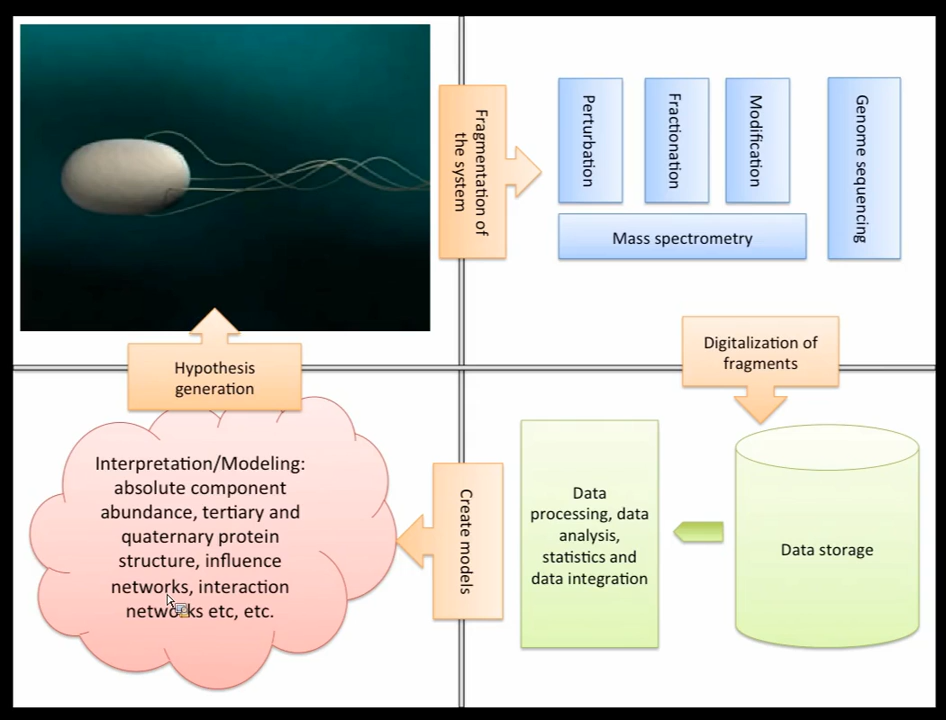 Fragmentation of
the system
Perturbation
Fractionation
Modification
Genome sequencing
Mass spectrometry
Digitalization of
fragments
Data storage
Data
processing, data
analysis,
statistics and
data integration
Create models
Interpretation/Modeling:
absolute component
abundance, tertiary and
quaternary protein
structure, influence
networks, interaction
networks etc, etc.
Hypothesis
generation